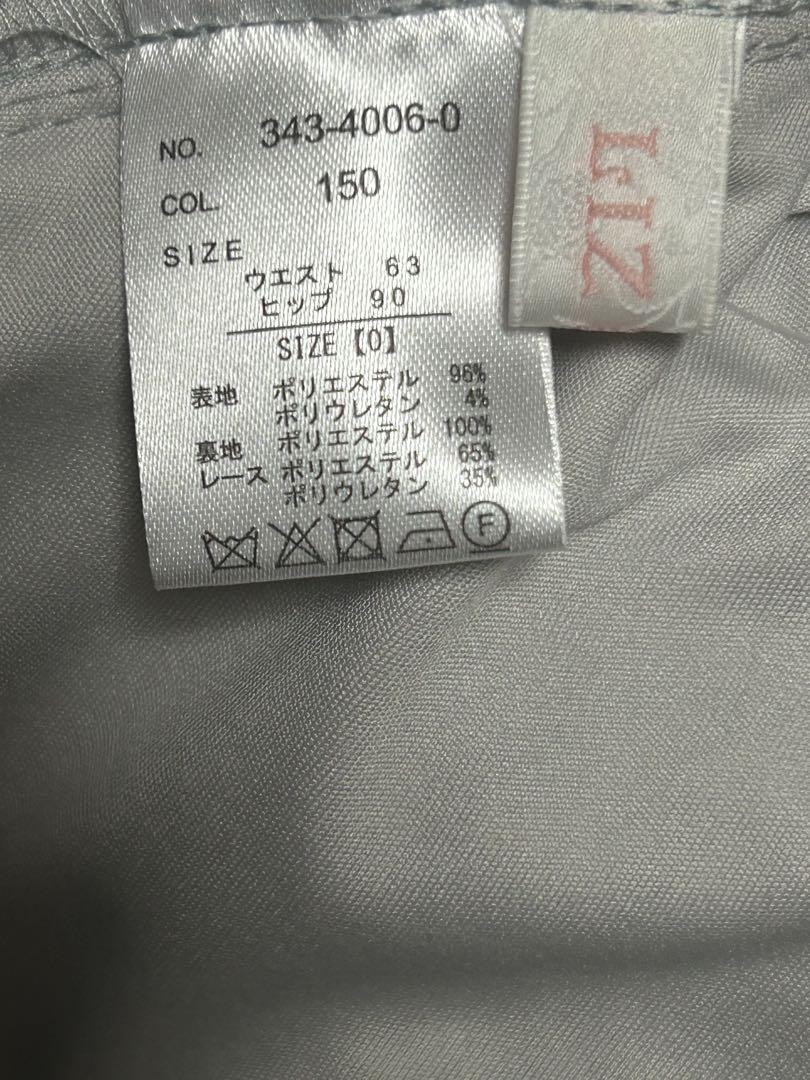 NO. 343-4006-0
COL. 150
SIZE
ウエスト 63
ヒップ 90
SIZE【0】
表地 ポリエステル 96%
ポリウレタン 4%
裏地 ポリエステル 100%
レース ポリエステル 65%
ポリウレタン 35%
F
LIZ